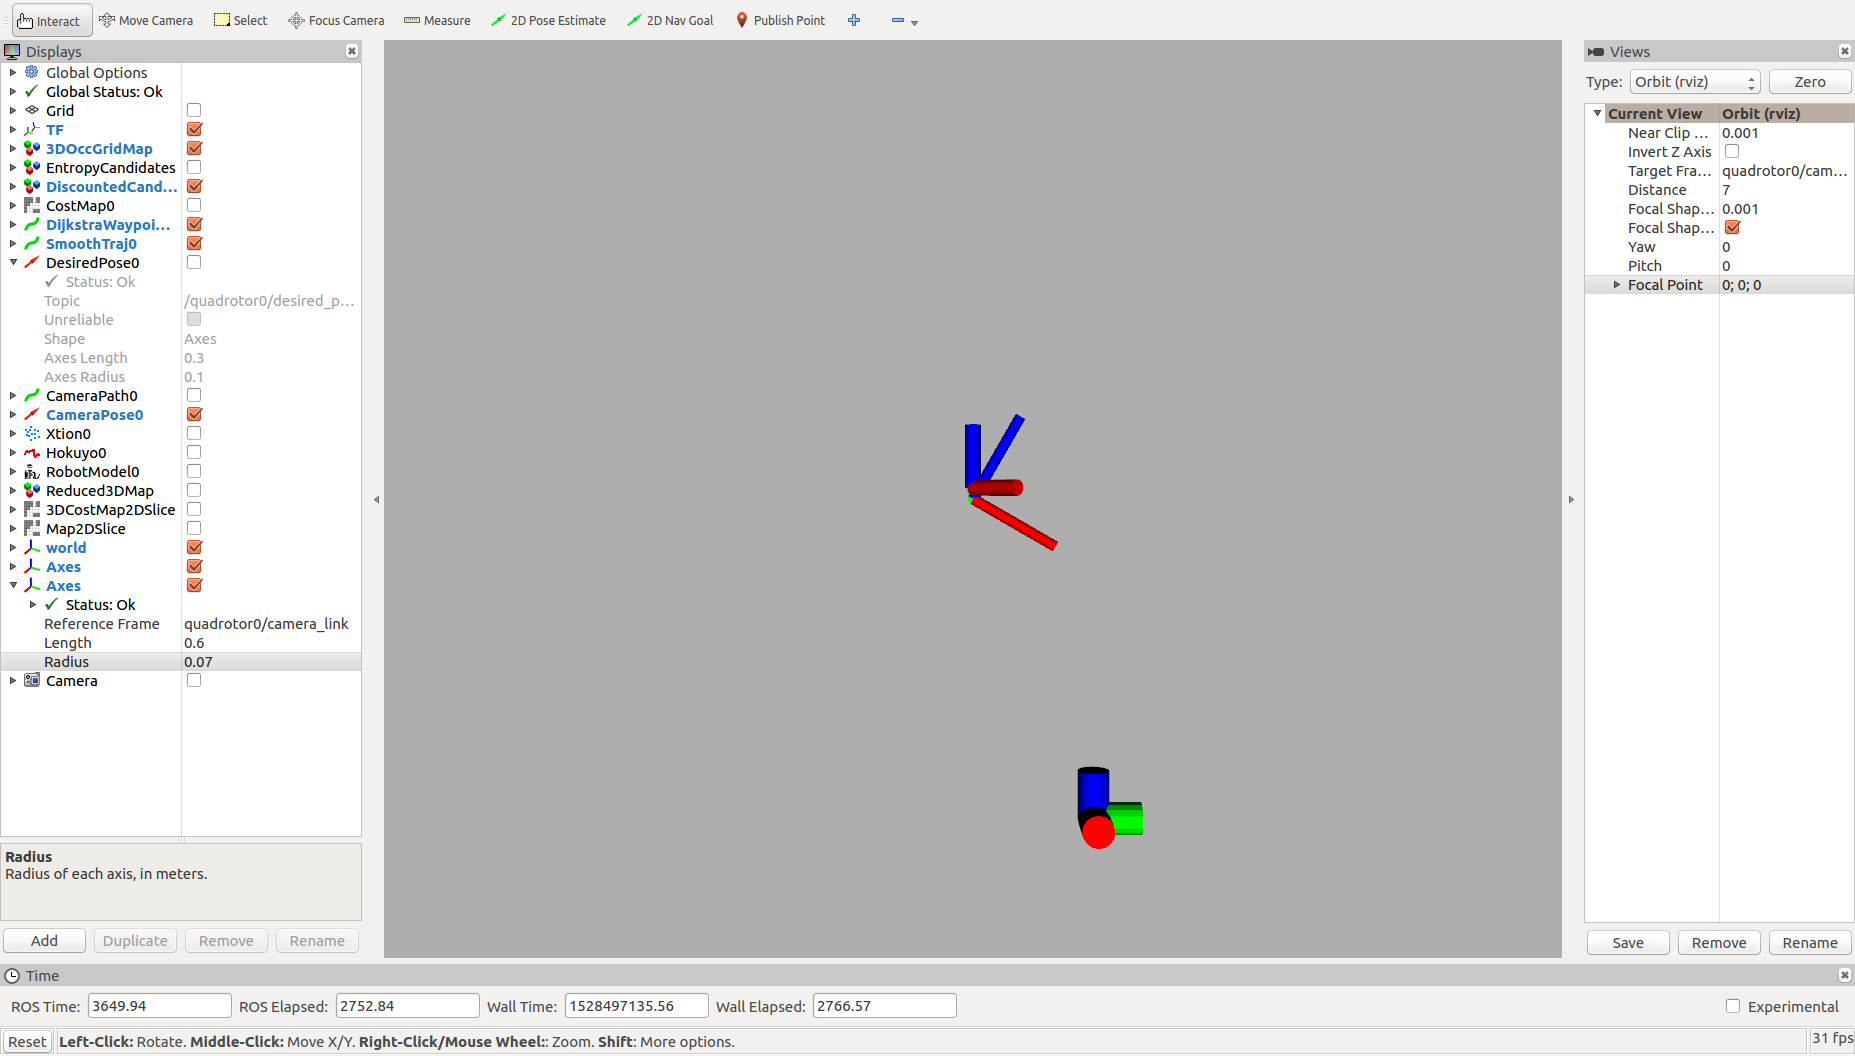 Interact Move Camera Select Focus Camera Measure 2D Pose Estimate 2D Nav Goal Publish Point
Displays
Global Options
Global Status: Ok
Grid
TF
3DOccGridMap
EntropyCandidates
DiscountedCand...
CostMap0
DijkstraWaypoi...
SmoothTraj0
DesiredPose0
Status: Ok
Topic /quadrotor0/desired_p...
Unreliable
Shape Axes
Axes Length 0.3
Axes Radius 0.1
CameraPath0
CameraPose0
Xtion0
Hokuyo0
RobotModel0
Reduced3DMap
3DCostMap2DSlice
Map2DSlice
world
Axes
Axes
Status: Ok
Reference Frame quadrotor0/camera_link
Length 0.6
Radius 0.07
Camera
Radius
Radius of each axis, in meters.
Add Duplicate Remove Rename
Views
Type: Orbit (rviz) Zero
Current View Orbit (rviz)
Near Clip ... 0.001
Invert Z Axis
Target Fra... quadrotor0/cam...
Distance 7
Focal Shap... 0.001
Focal Shap...
Yaw 0
Pitch 0
Focal Point 0; 0; 0
Save Remove Rename
Time
ROS Time: 3649.94 ROS Elapsed: 2752.84 Wall Time: 1528497135.56 Wall Elapsed: 2766.57 Experimental
Reset Left-Click: Rotate. Middle-Click: Move X/Y. Right-Click/Mouse Wheel:: Zoom. Shift: More options. 31 fps